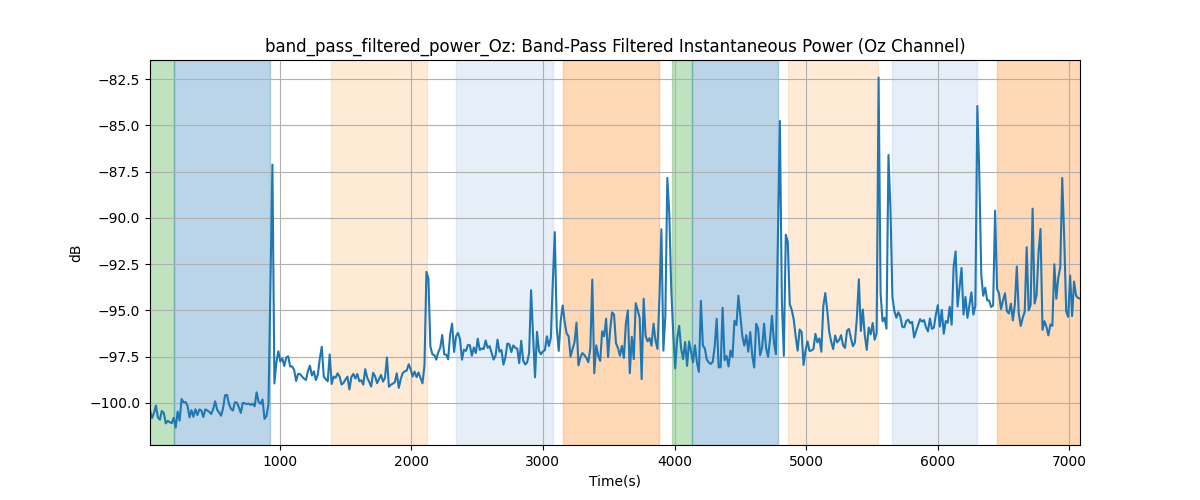 band_pass_filtered_power_Oz: Band-Pass Filtered Instantaneous Power (Oz Channel)
dB
−82.5
−85.0
−87.5
−90.0
−92.5
−95.0
−97.5
−100.0
1000 2000 3000 4000 5000 6000 7000
Time(s)